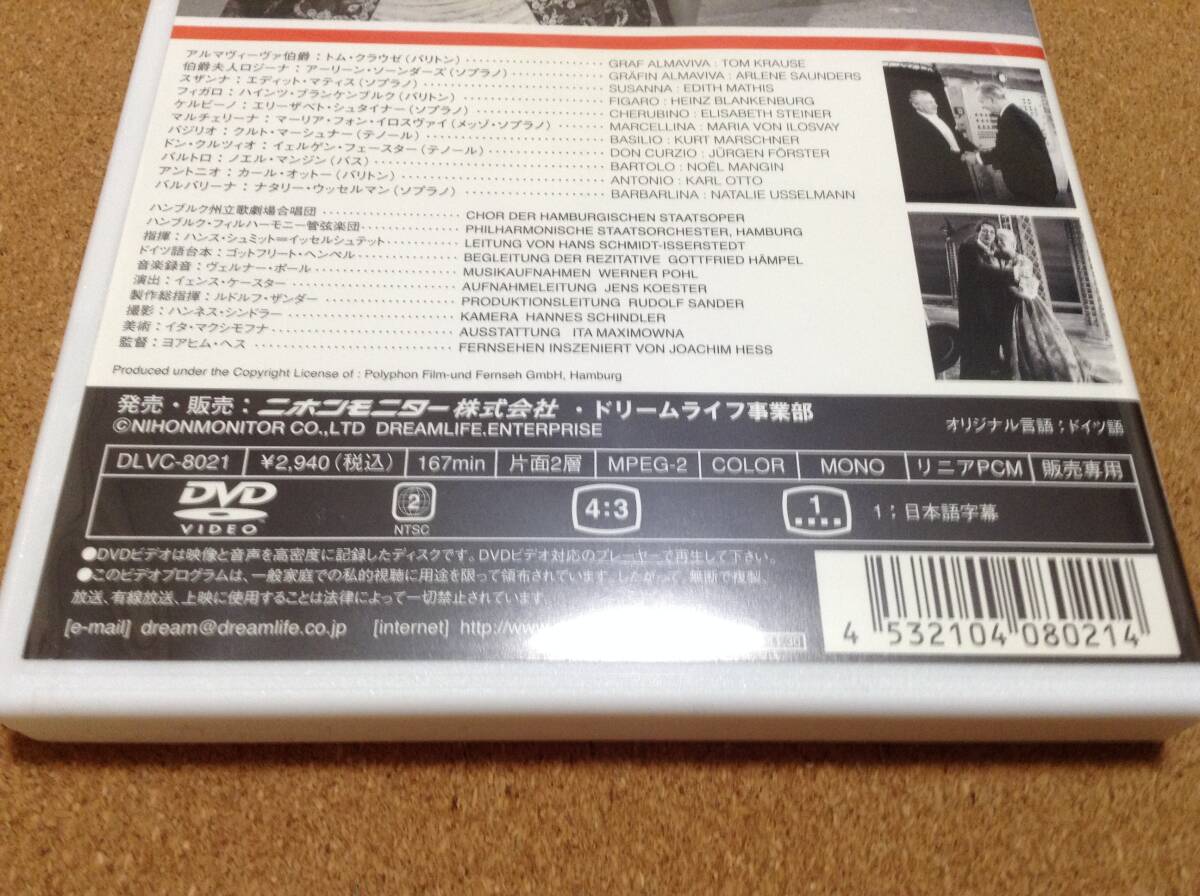 アルマヴィーヴァ伯爵：トム・クラウゼ（バリトン） GRAF ALMAVIVA : TOM KRAUSE
伯爵夫人ロジーナ：アーリーン・ソーンダーズ（ソプラノ） GRÄFIN ALMAVIVA : ARLENE SAUNDERS
スザンナ：エディット・マティス（ソプラノ） SUSANNA : EDITH MATHIS
フィガロ：ハインツ・ブランケンブルク（バリトン） FIGARO : HEINZ BLANKENBURG
ケルビーノ：エリーザベト・シュタイナー（ソプラノ） CHERUBINO : ELISABETH STEINER
マルチェリーナ：マーリア・フォン・イロスヴァイ（メッゾ・ソプラノ） MARCELLINA : MARIA VON ILOSVAY
バジリオ：クルト・マーシュナー（テノール） BASILIO : KURT MARSCHNER
ドン・クルツィオ：イェルゲン・フェースター（テノール） DON CURZIO : JÜRGEN FÖRSTER
バルトロ：ノエル・マンジン（バス） BARTOLO : NOËL MANGIN
アントニオ：カール・オットー（バリトン） ANTONIO : KARL OTTO
バルバリーナ：ナタリー・ウッセルマン（ソプラノ） BARBARLINA : NATALIE USSELMANN
ハンブルク州立歌劇場合唱団 CHOR DER HAMBURGISCHEN STAATSOPER
ハンブルク・フィルハーモニー管弦楽団 PHILHARMONISCHE STAATSORCHESTER, HAMBURG
指揮：ハンス・シュミット＝イッセルシュテット LEITUNG VON HANS SCHMIDT-ISSERSTEDT
ドイツ語台本：ゴットフリート・ヘンペル BEGLEITUNG DER REZITATIVE GOTTFRIED HÄMPEL
音楽録音：ヴェルナー・ポール MUSIKAUFNAHMEN WERNER POHL
演出：イェンス・ケースター AUFNAHMELEITUNG JENS KOESTER
製作総指揮：ルドルフ・ザンダー PRODUKTIONSLEITUNG RUDOLF SANDER
撮影：ハンネス・シンドラー KAMERA HANNES SCHINDLER
美術：イタ・マクシモフナ AUSSTATTUNG ITA MAXIMOWNA
監督：ヨアヒム・ヘス FERNSEHEN INSZENIERT VON JOACHIM HESS
Produced under the Copyright License of : Polyphon Film-und Fernseh GmbH, Hamburg
発売・販売：ニホンモニター株式会社・ドリームライフ事業部
©NIHONMONITOR CO.,LTD DREAMLIFE.ENTERPRISE
オリジナル言語：ドイツ語
DLVC-8021 ¥2,940（税込） 167min 片面2層 MPEG-2 COLOR MONO リニアPCM 販売専用
DVD VIDEO 2 NTSC 4:3 1 1：日本語字幕
●DVDビデオは映像と音声を高密度に記録したディスクです。DVDビデオ対応のプレーヤーで再生して下さい。
●このビデオプログラムは、一般家庭での私的視聴に用途を限って領布されています。したがって、無断で複製、
放送、有線放送、上映に使用することは法律によって一切禁止されています。
[e-mail] dream@dreamlife.co.jp [internet] http://www
4 532104 080214